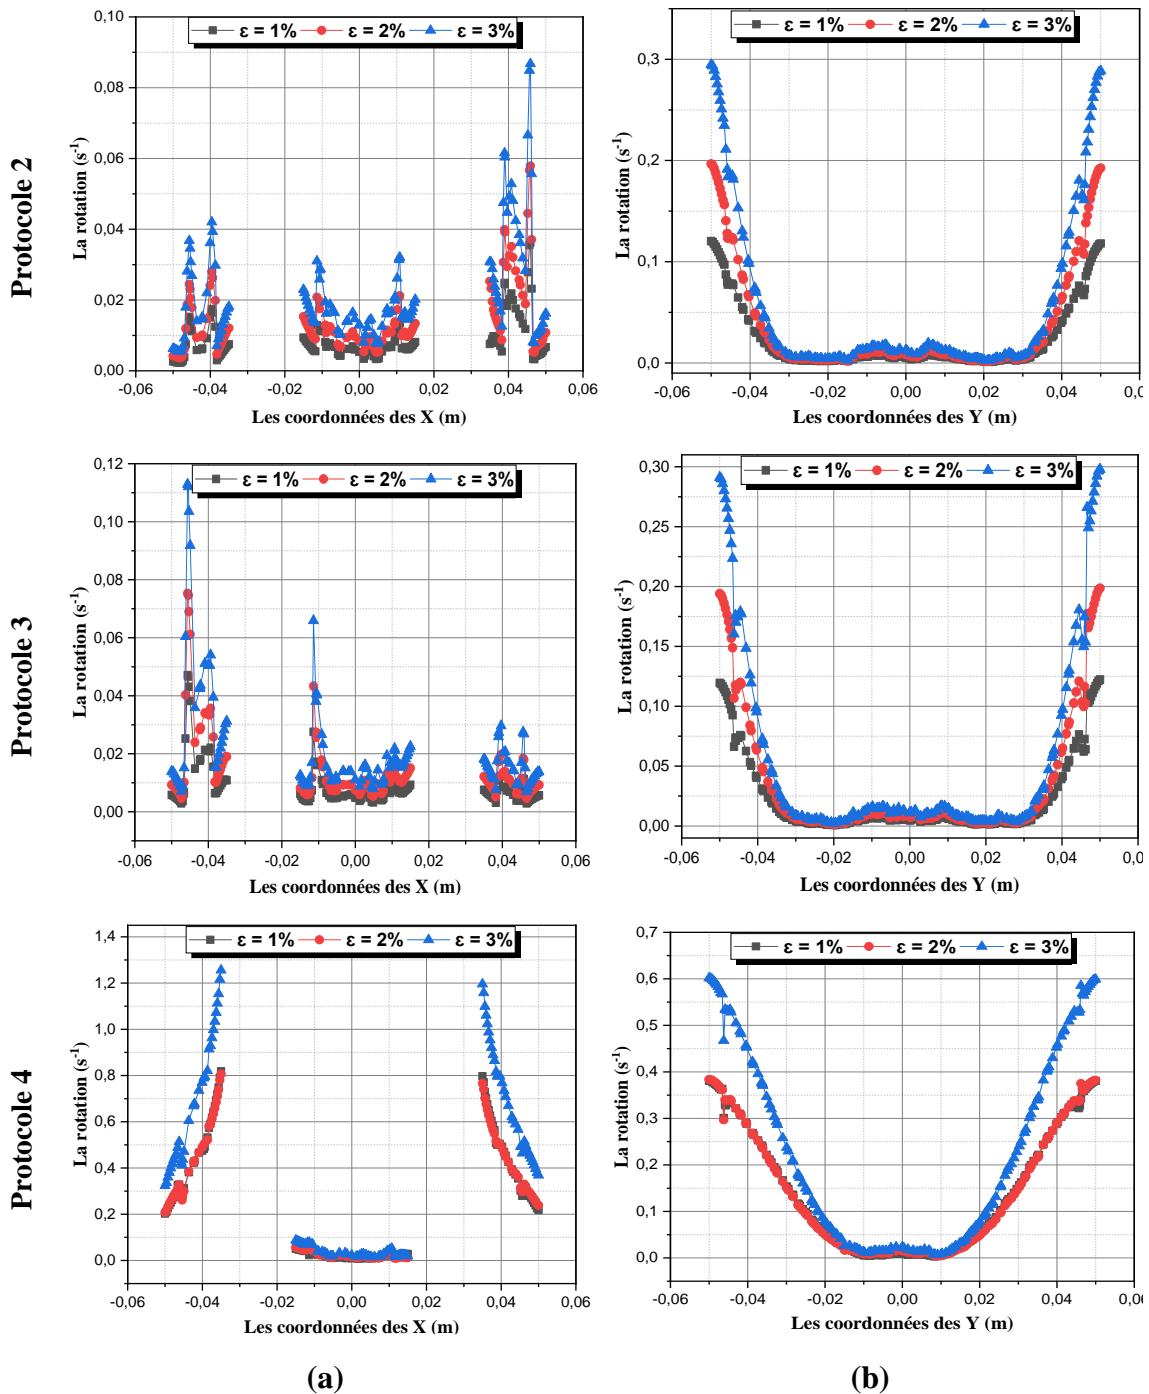 Protocole 2
ε = 1% ε = 2% ε = 3%
La rotation (s⁻¹)
0,10
0,08
0,06
0,04
0,02
0,00
-0,06 -0,04 -0,02 0,00 0,02 0,04 0,06
Les coordonnées des X (m)
ε = 1% ε = 2% ε = 3%
La rotation (s⁻¹)
0,3
0,2
0,1
0,0
-0,06 -0,04 -0,02 0,00 0,02 0,04 0,0
Les coordonnées des Y (m)
Protocole 3
ε = 1% ε = 2% ε = 3%
La rotation (s⁻¹)
0,12
0,10
0,08
0,06
0,04
0,02
0,00
-0,06 -0,04 -0,02 0,00 0,02 0,04 0,06
Les coordonnées des X (m)
ε = 1% ε = 2% ε = 3%
La rotation (s⁻¹)
0,30
0,25
0,20
0,15
0,10
0,05
0,00
-0,06 -0,04 -0,02 0,00 0,02 0,04 0,0
Les coordonnées des Y (m)
Protocole 4
ε = 1% ε = 2% ε = 3%
La rotation (s⁻¹)
1,4
1,2
1,0
0,8
0,6
0,4
0,2
0,0
-0,06 -0,04 -0,02 0,00 0,02 0,04 0,06
Les coordonnées des X (m)
ε = 1% ε = 2% ε = 3%
La rotation (s⁻¹)
0,7
0,6
0,5
0,4
0,3
0,2
0,1
0,0
-0,06 -0,04 -0,02 0,00 0,02 0,04 0,06
Les coordonnées des Y (m)
(a) (b)